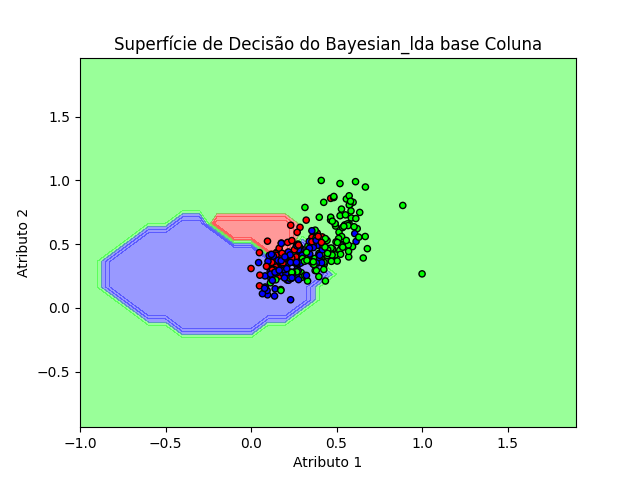 Superfície de Decisão do Bayesian_lda base Coluna
1.5
1.0
0.5
0.0
−0.5
Atributo 2
−1.0 −0.5 0.0 0.5 1.0 1.5
Atributo 1